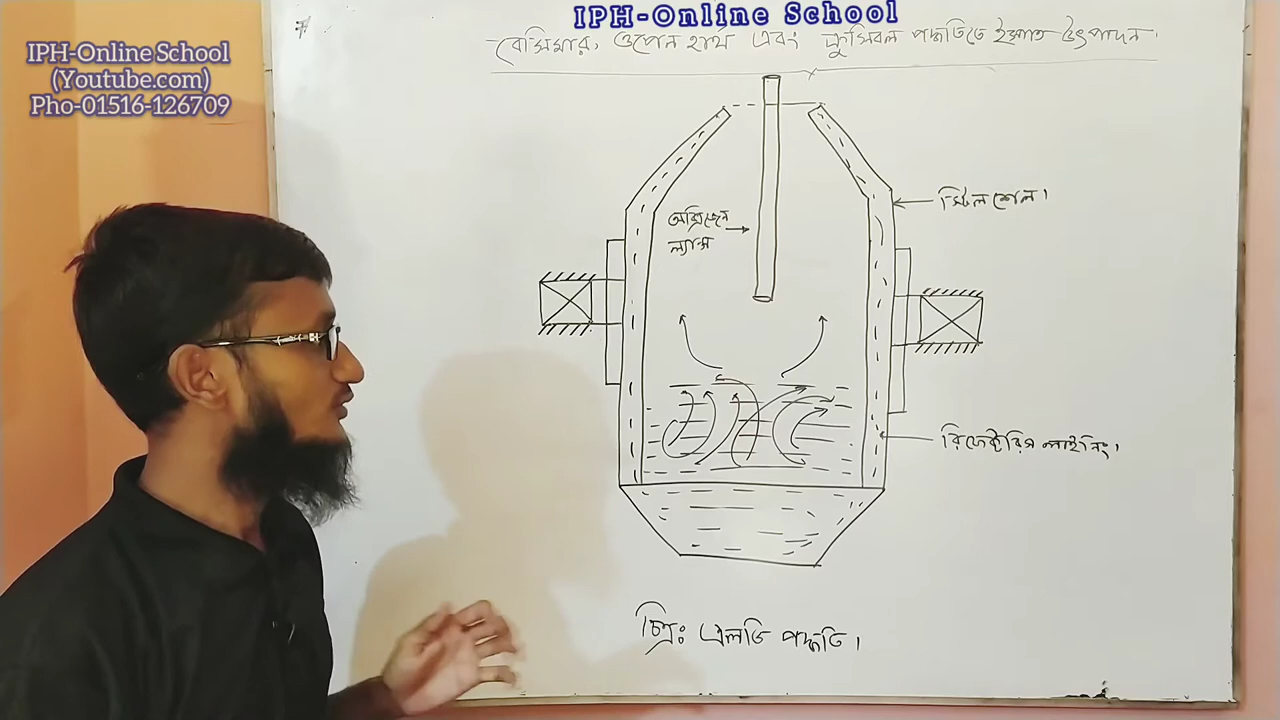 IPH-Online School
IPH-Online School
(Youtube.com)
Pho-01516-126709
বেসিমার, ওপেন হার্থ এবং ক্রুসিবল পদ্ধতিতে ইস্পাত উৎপাদন।
স্টিল শেল।
অক্সিজেন
ল্যান্স
রিফেক্টরিস লাইনিং।
চিত্র: এলডি পদ্ধতি।